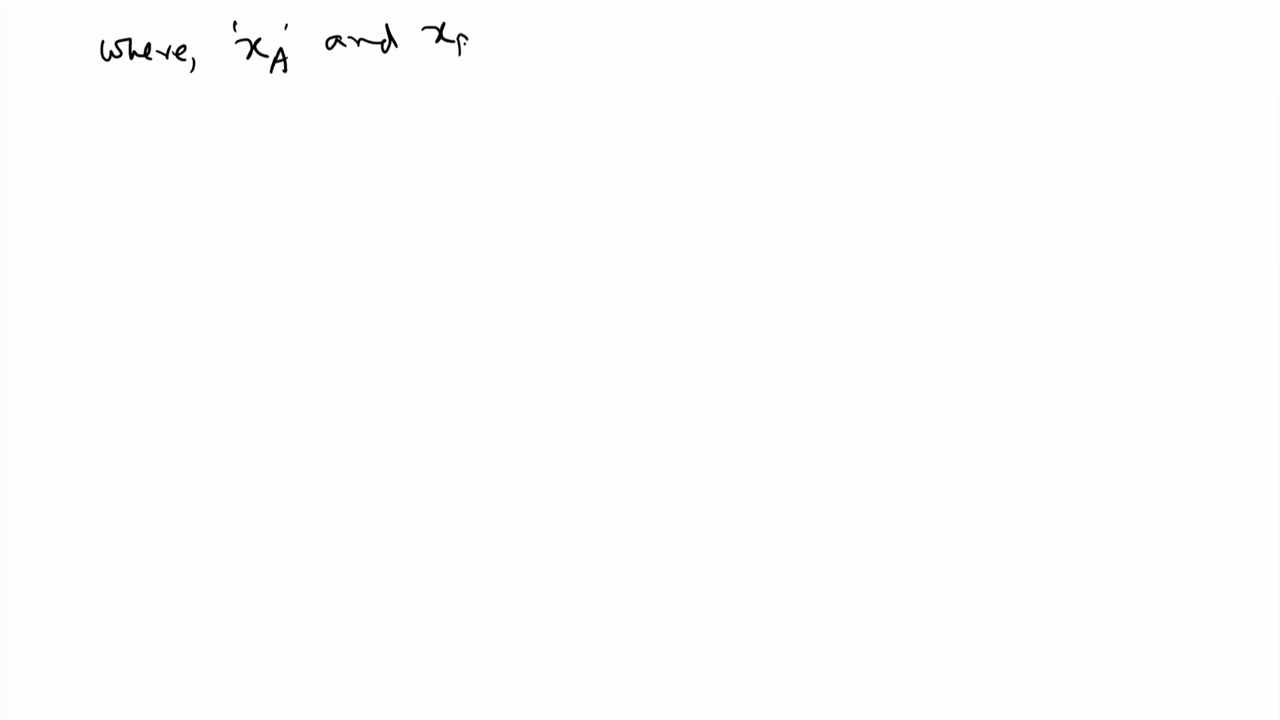 where, 'x_A' and x